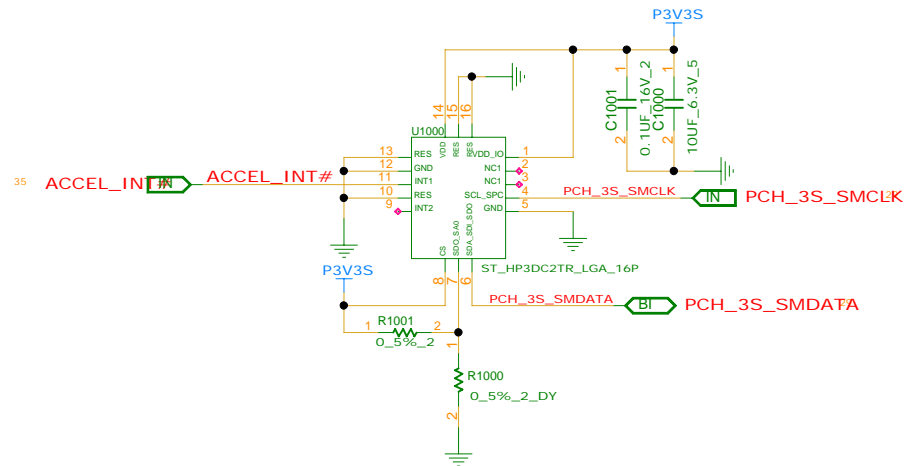 P3V3S
1
1
C1001
0.1UF_16V_2
C1000
10UF_6.3V_5
2
2
14
15
16
U1000
VDD
RES
RES
13
RES
VDD_IO
1
12
GND
NC1
2
11
INT1
NC1
3
10
RES
SCL_SPC
4
9
INT2
GND
5
35
ACCEL_INT#
IN
ACCEL_INT#
PCH_3S_SMCLK
IN
PCH_3S_SMCLK
CS
SDO_SA0
SDA_SDI_SDO
ST_HP3DC2TR_LGA_16P
8
7
6
P3V3S
PCH_3S_SMDATA
BI
PCH_3S_SMDATA
R1001
1
2
0_5%_2
1
R1000
0_5%_2_DY
2